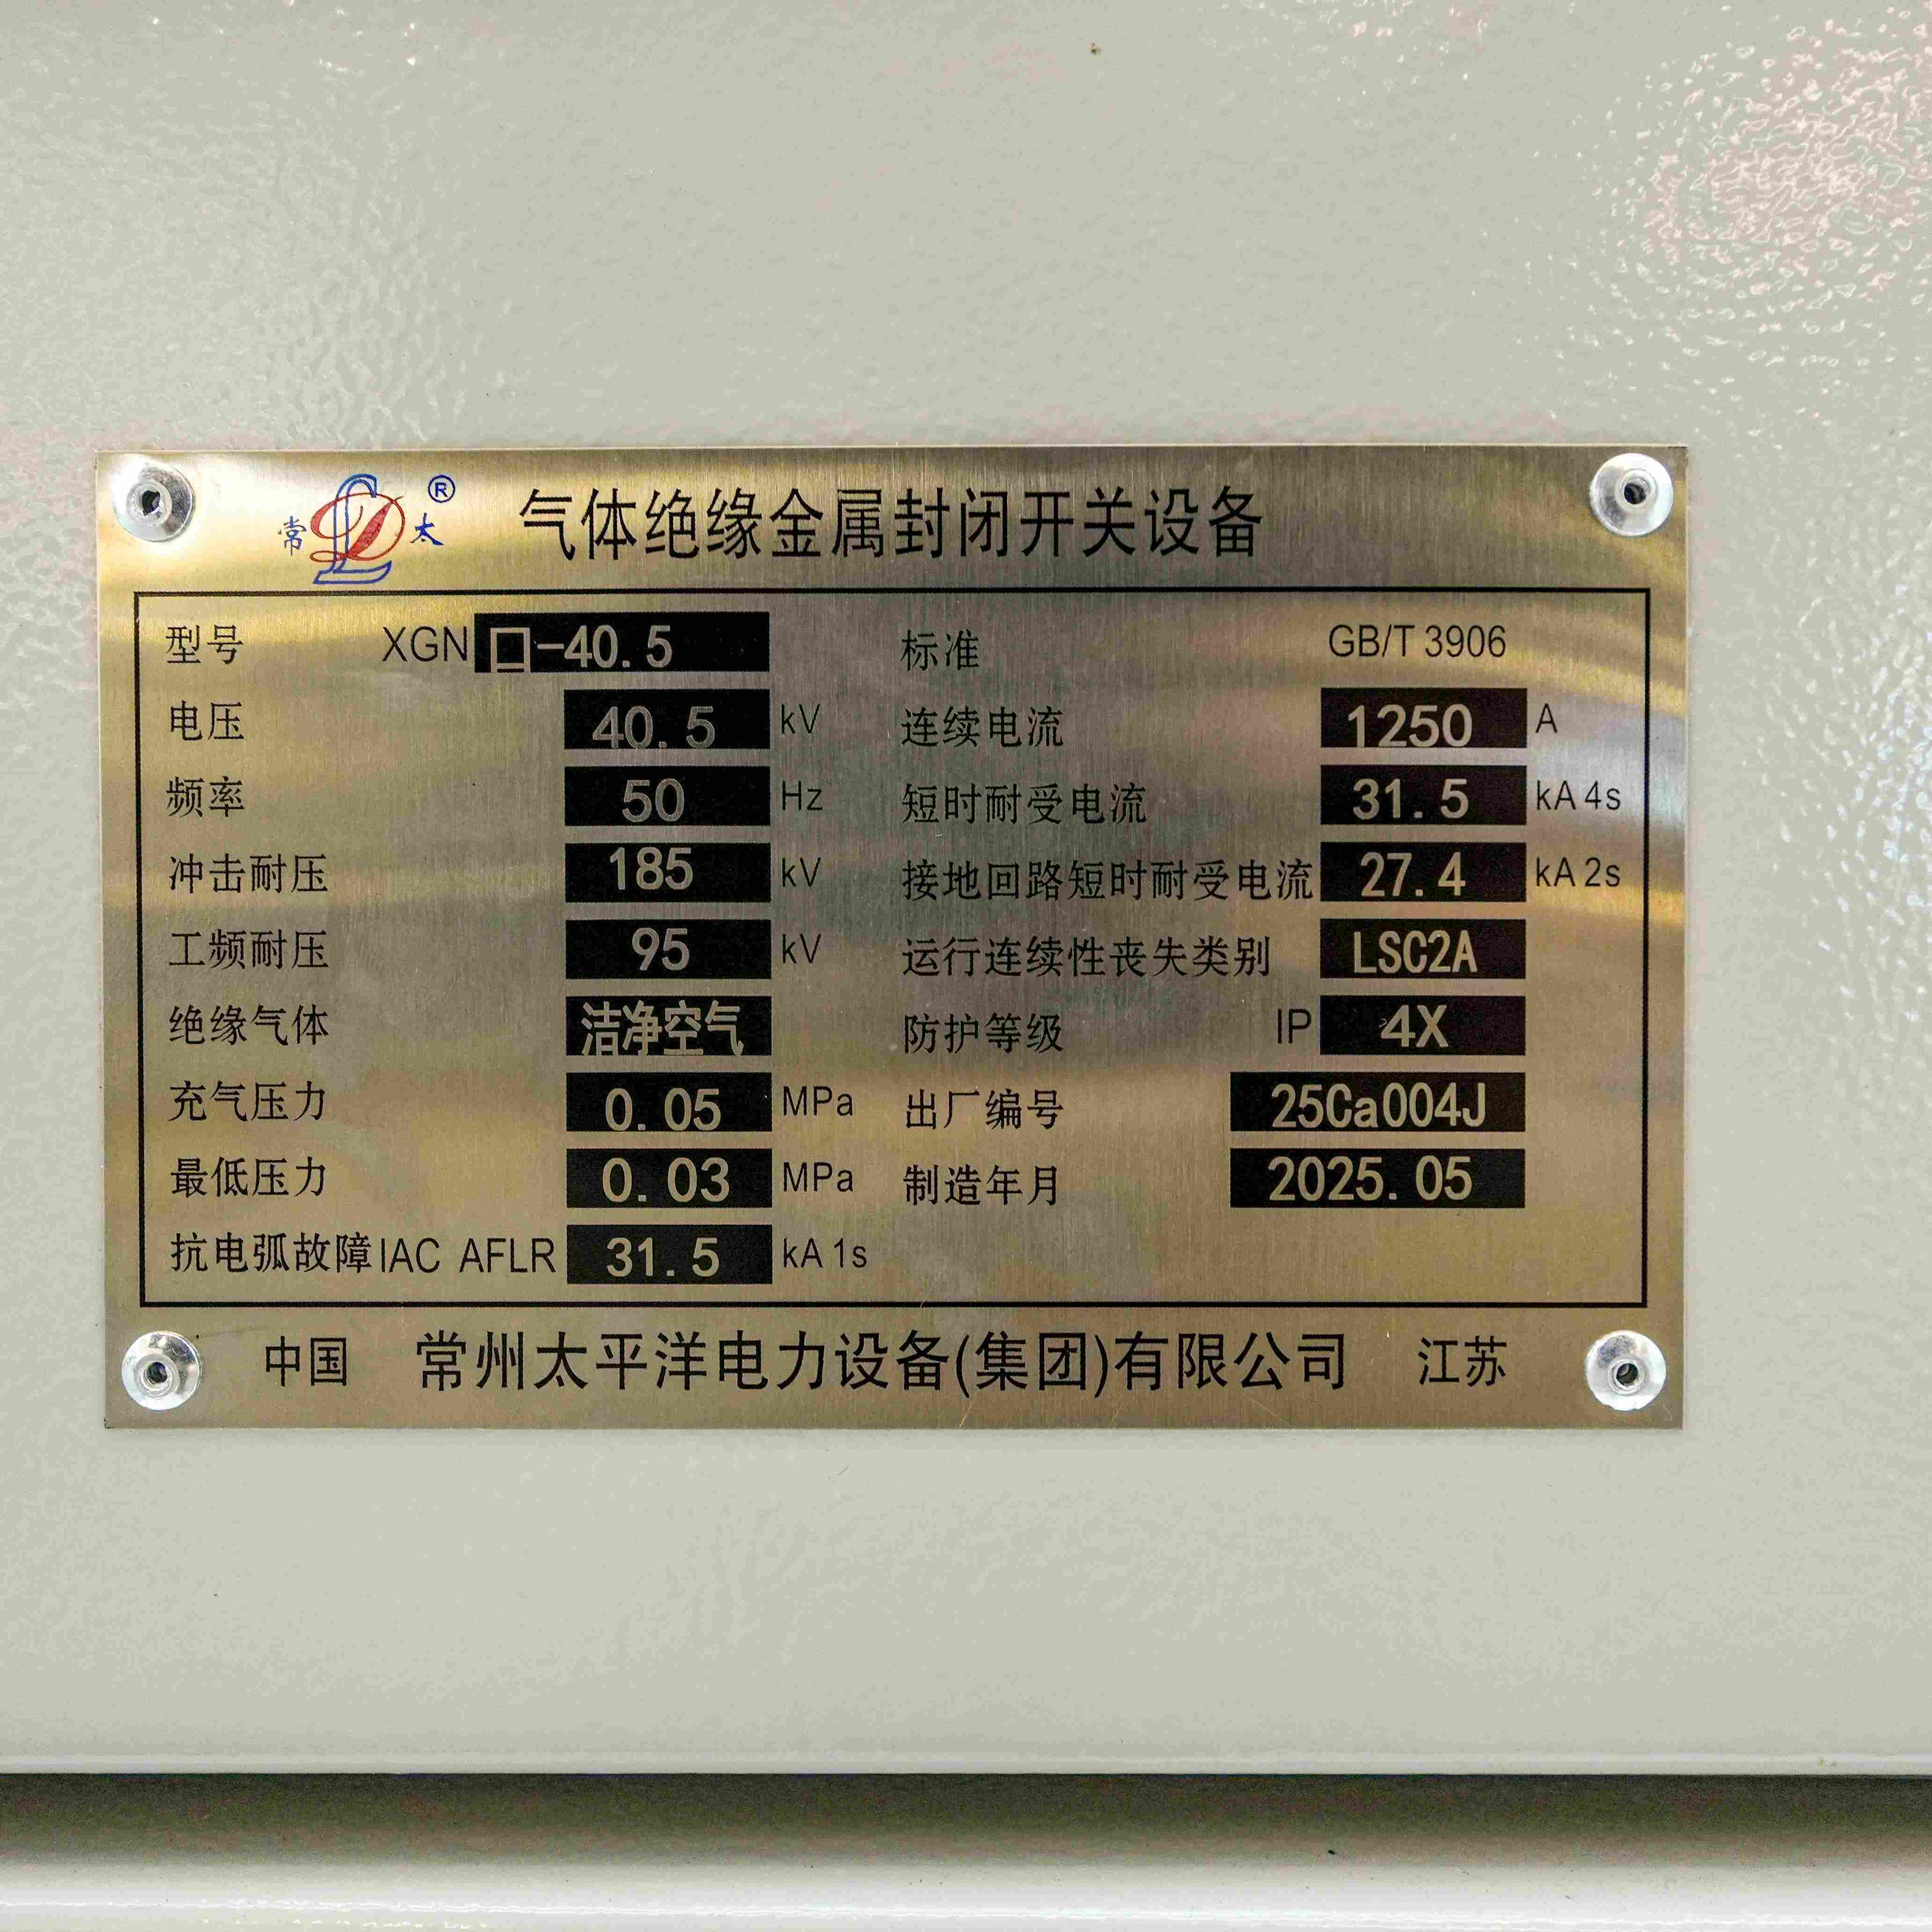 常太® 气体绝缘金属封闭开关设备
型号 XGN□-40.5 标准 GB/T 3906
电压 40.5 kV 连续电流 1250 A
频率 50 Hz 短时耐受电流 31.5 kA 4s
冲击耐压 185 kV 接地回路短时耐受电流 27.4 kA 2s
工频耐压 95 kV 运行连续性丧失类别 LSC2A
绝缘气体 洁净空气 防护等级 IP 4X
充气压力 0.05 MPa 出厂编号 25Ca004J
最低压力 0.03 MPa 制造年月 2025.05
抗电弧故障IAC AFLR 31.5 kA 1s
中国 常州太平洋电力设备(集团)有限公司 江苏